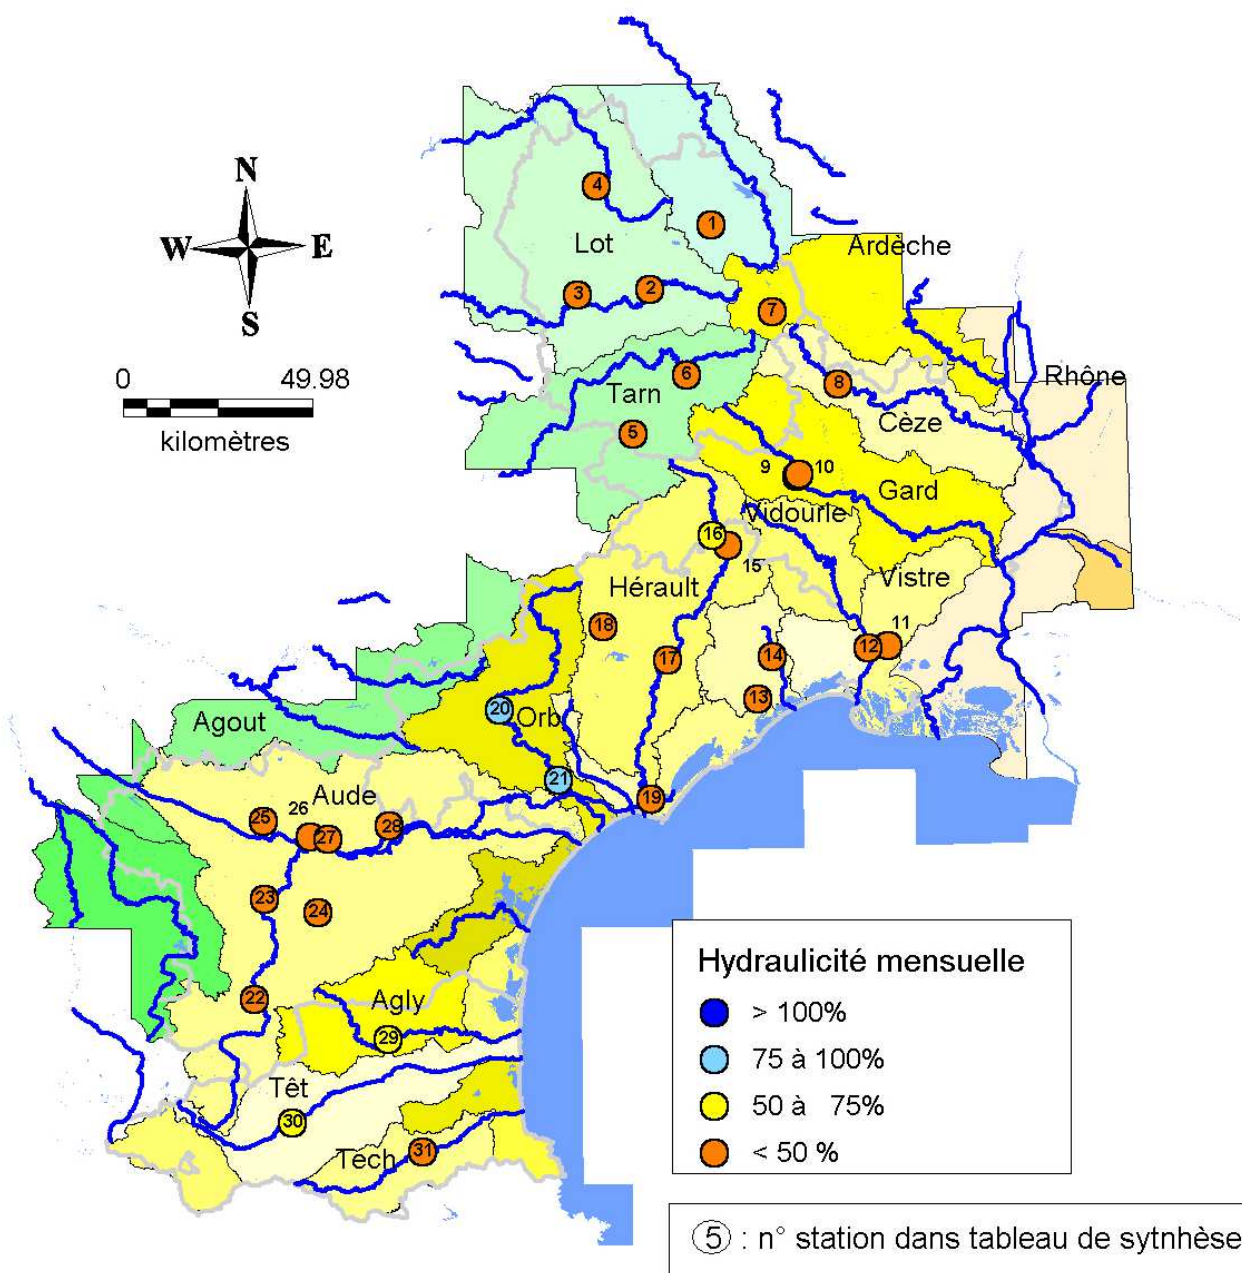 N
W E
S
0 49.98
kilomètres
4
1
Lot
Ardèche
3
2
7
Rhône
6
8
Tarn
Cèze
5
9
10
Gard
Vidourle
16
15
Vistre
Hérault
18
11
12
17
14
13
20
Orb
Agout
21
19
Aude
25
26
27
28
23
24
22
Agly
29
Têt
30
Tech
31
Hydraulicité mensuelle
> 100%
75 à 100%
50 à 75%
< 50 %
5 : n° station dans tableau de sytnhèse